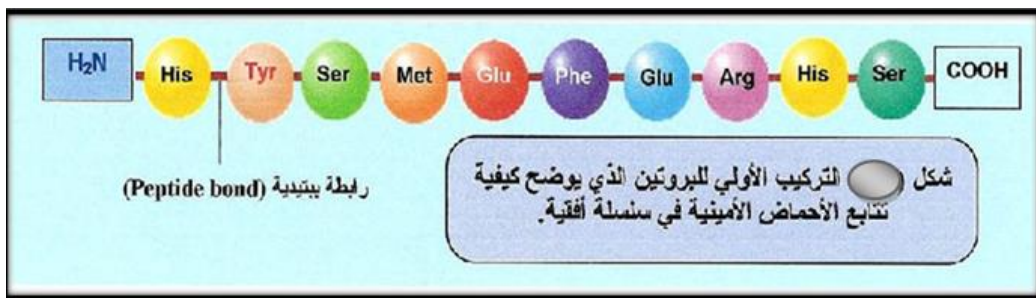 H₂N His Tyr Ser Met Glu Phe Glu Arg His Ser COOH
رابطة ببتيدية (Peptide bond)
شكل التركيب الأولي للبروتين الذي يوضح كيفية
تتابع الأحماض الأمينية في سلسلة أفقية.